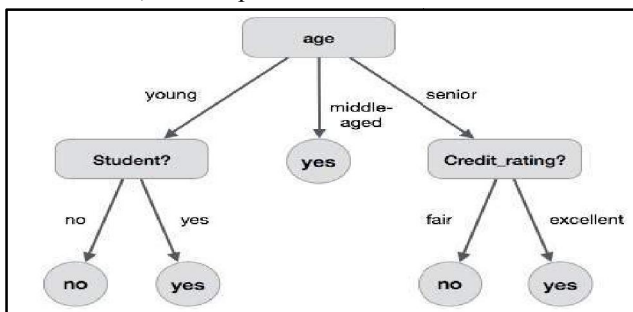 age
young
middle-
aged
senior
Student?
yes
Credit_rating?
no
yes
fair
excellent
no
yes
no
yes